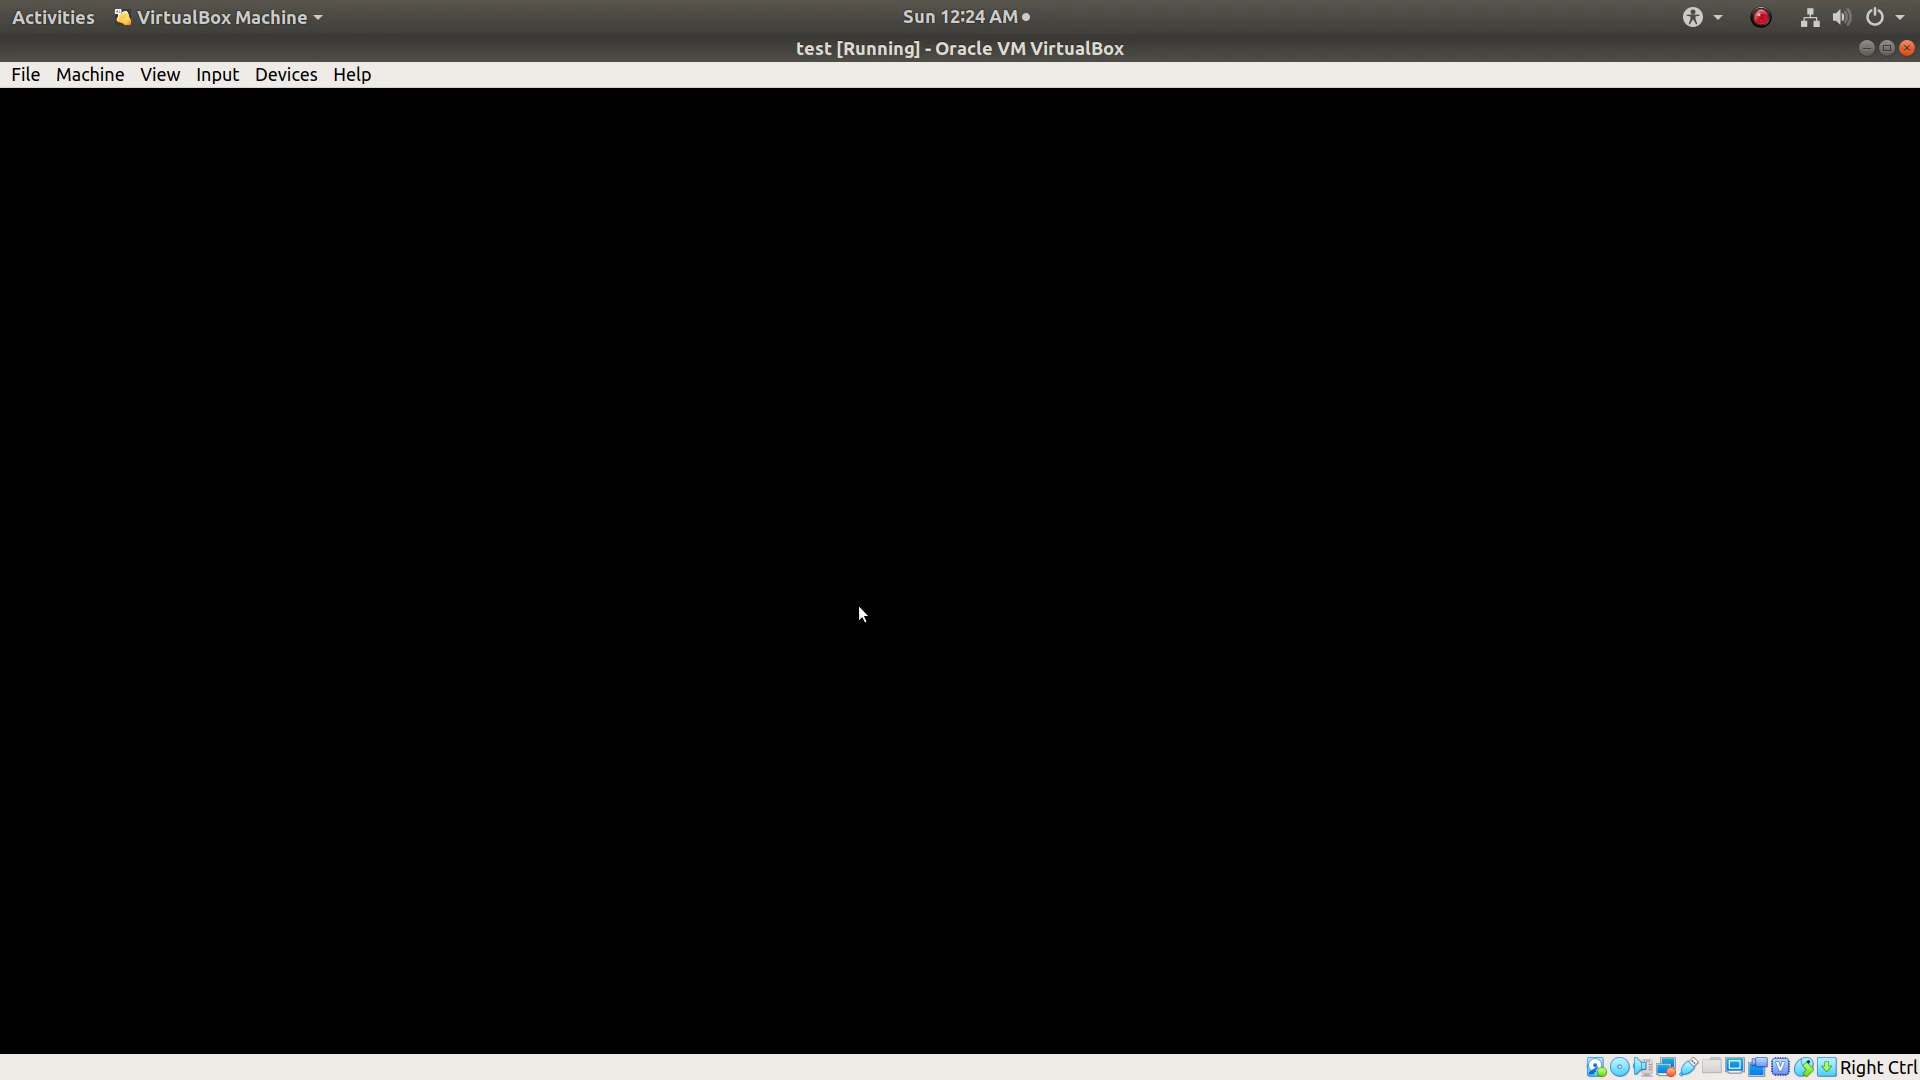 Activities VirtualBox Machine Sun 12:24 AM
test [Running] - Oracle VM VirtualBox
File Machine View Input Devices Help
Right Ctrl